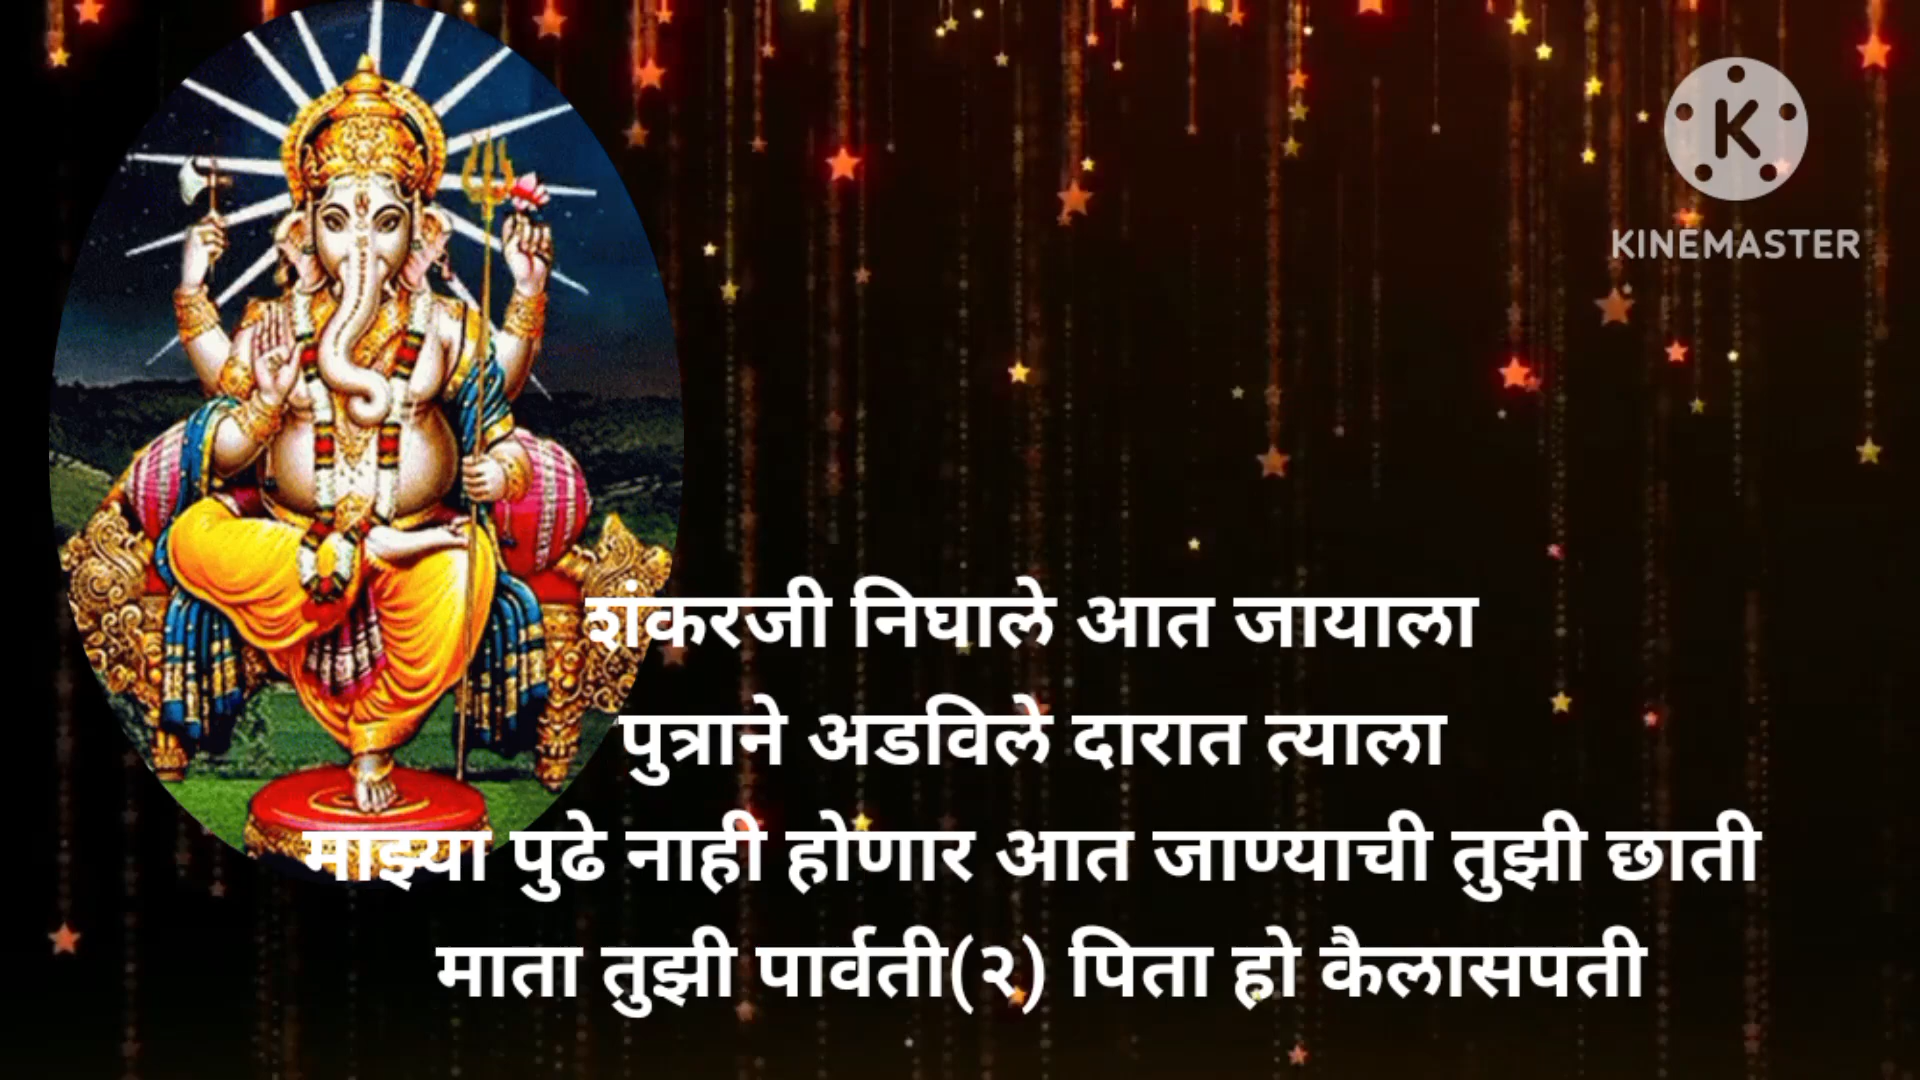 KINEMASTER
शंकरजी निघाले आत जायाला
पुत्राने अडविले दारात त्याला
माझ्या पुढे नाही होणार आत जाण्याची तुझी छाती
माता तुझी पार्वती(२) पिता हो कैलासपती